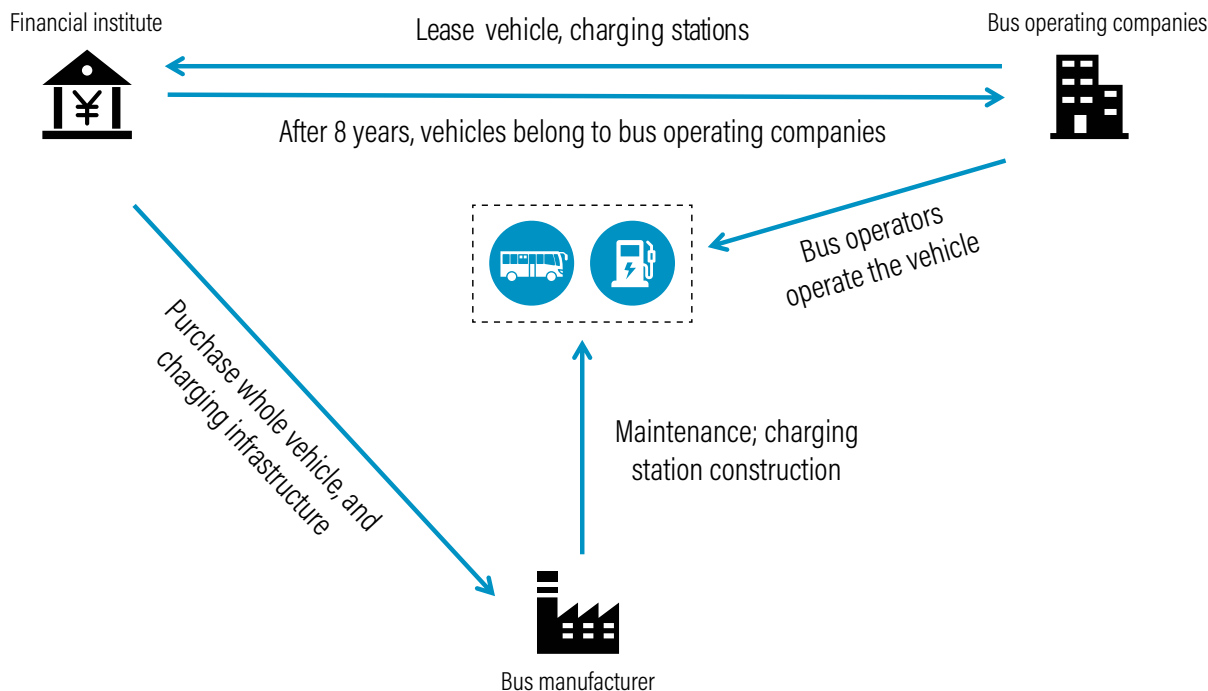 Financial institute
Lease vehicle, charging stations
Bus operating companies
¥
After 8 years, vehicles belong to bus operating companies
Bus operators
operate the vehicle
Purchase whole vehicle, and
charging infrastructure
Maintenance; charging
station construction
Bus manufacturer